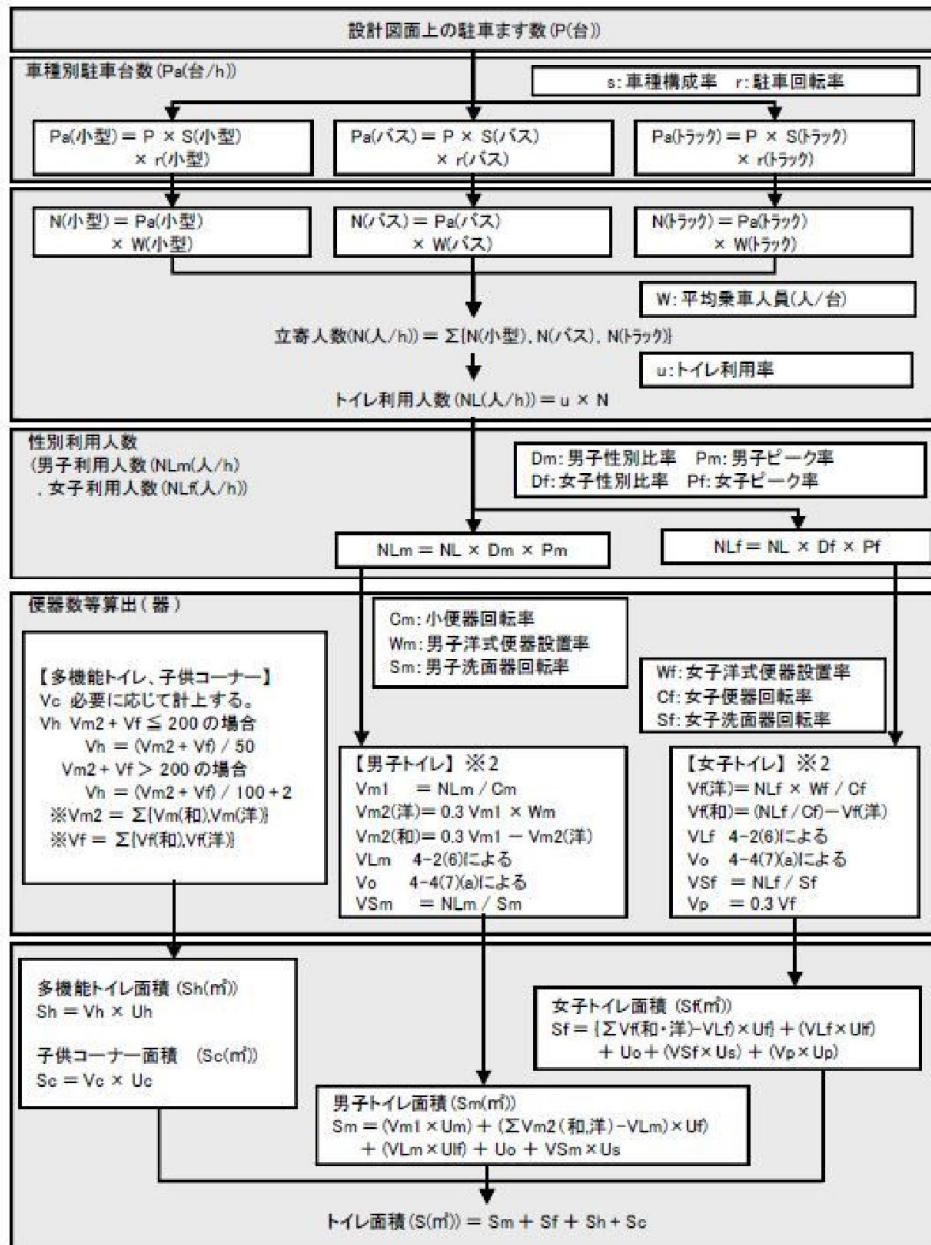 設計図面上の駐車ます数(P(台))
車種別駐車台数(Pa(台/h))
s:車種構成率 r:駐車回転率
Pa(小型)= P × S(小型)
× r(小型)
Pa(バス)= P × S(バス)
× r(バス)
Pa(トラック)= P × S(トラック)
× r(トラック)
N(小型)= Pa(小型)
× W(小型)
N(バス)= Pa(バス)
× W(バス)
N(トラック)= Pa(トラック)
× W(トラック)
W:平均乗車人員(人/台)
立寄人数(N(人/h))= Σ{N(小型), N(バス), N(トラック)}
u:トイレ利用率
トイレ利用人数(NL(人/h))= u × N
性別利用人数
(男子利用人数(NLm(人/h)
,女子利用人数(NLf(人/h))
Dm:男子性別比率 Pm:男子ピーク率
Df:女子性別比率 Pf:女子ピーク率
NLm = NL × Dm × Pm
NLf = NL × Df × Pf
便器数等算出(器)
Cm:小便器回転率
Wm:男子洋式便器設置率
Sm:男子洗面器回転率
Wf:女子洋式便器設置率
Cf:女子便器回転率
Sf:女子洗面器回転率
【多機能トイレ、子供コーナー】
Vc 必要に応じて計上する。
Vh Vm2+Vf ≦ 200 の場合
Vh = (Vm2+Vf)/50
Vm2+Vf > 200 の場合
Vh = (Vm2+Vf)/100+2
※Vm2 = Σ{Vm(和),Vm(洋)}
※Vf = Σ{Vf(和),Vf(洋)}
【男子トイレ】※2
Vm1 = NLm/Cm
Vm2(洋)= 0.3 Vm1 × Wm
Vm2(和)= 0.3 Vm1 − Vm2(洋)
VLm 4-2(6)による
Vo 4-4(7)(a)による
VSm = NLm/Sm
【女子トイレ】※2
Vf(洋)= NLf × Wf/Cf
Vf(和)= (NLf/Cf)−Vf(洋)
VLf 4-2(6)による
Vo 4-4(7)(a)による
VSf = NLf/Sf
Vp = 0.3 Vf
多機能トイレ面積(Sh(㎡))
Sh = Vh × Uh
子供コーナー面積 (Sc(㎡))
Sc = Vc × Uc
女子トイレ面積(Sf(㎡))
Sf = {ΣVf(和・洋)-VLf)×Uf} + (VLf×Ulf)
+ Uo + (VSf×Us) + (Vp×Up)
男子トイレ面積(Sm(㎡))
Sm = (Vm1 × Um) + (ΣVm2(和,洋)-VLm)×Uf)
+ (VLm×Ulf) + Uo + VSm×Us
トイレ面積(S(㎡))= Sm + Sf + Sh + Sc